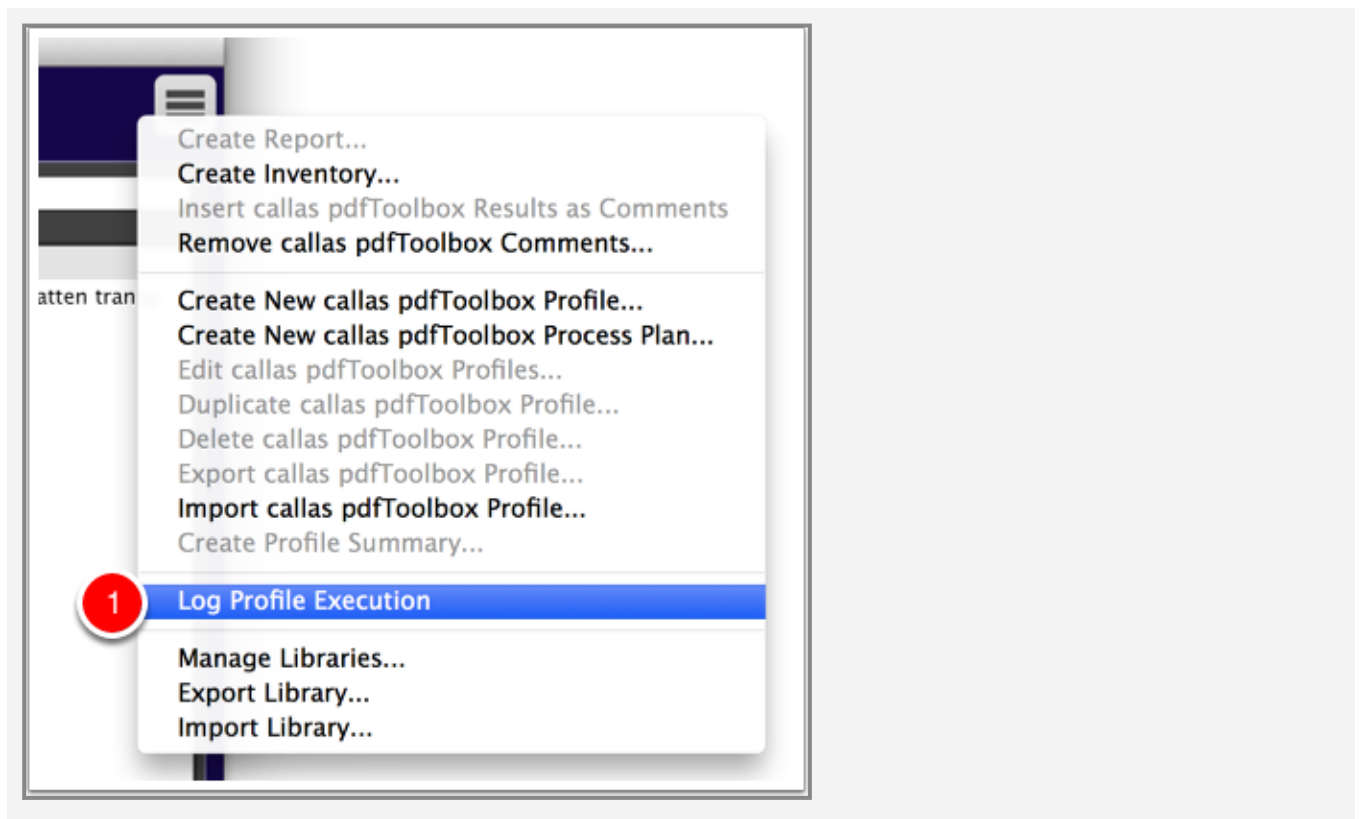 Create Report...
Create Inventory...
Insert callas pdfToolbox Results as Comments
Remove callas pdfToolbox Comments...
atten tran
Create New callas pdfToolbox Profile...
Create New callas pdfToolbox Process Plan...
Edit callas pdfToolbox Profiles...
Duplicate callas pdfToolbox Profile...
Delete callas pdfToolbox Profile...
Export callas pdfToolbox Profile...
Import callas pdfToolbox Profile...
Create Profile Summary...
1 Log Profile Execution
Manage Libraries...
Export Library...
Import Library...